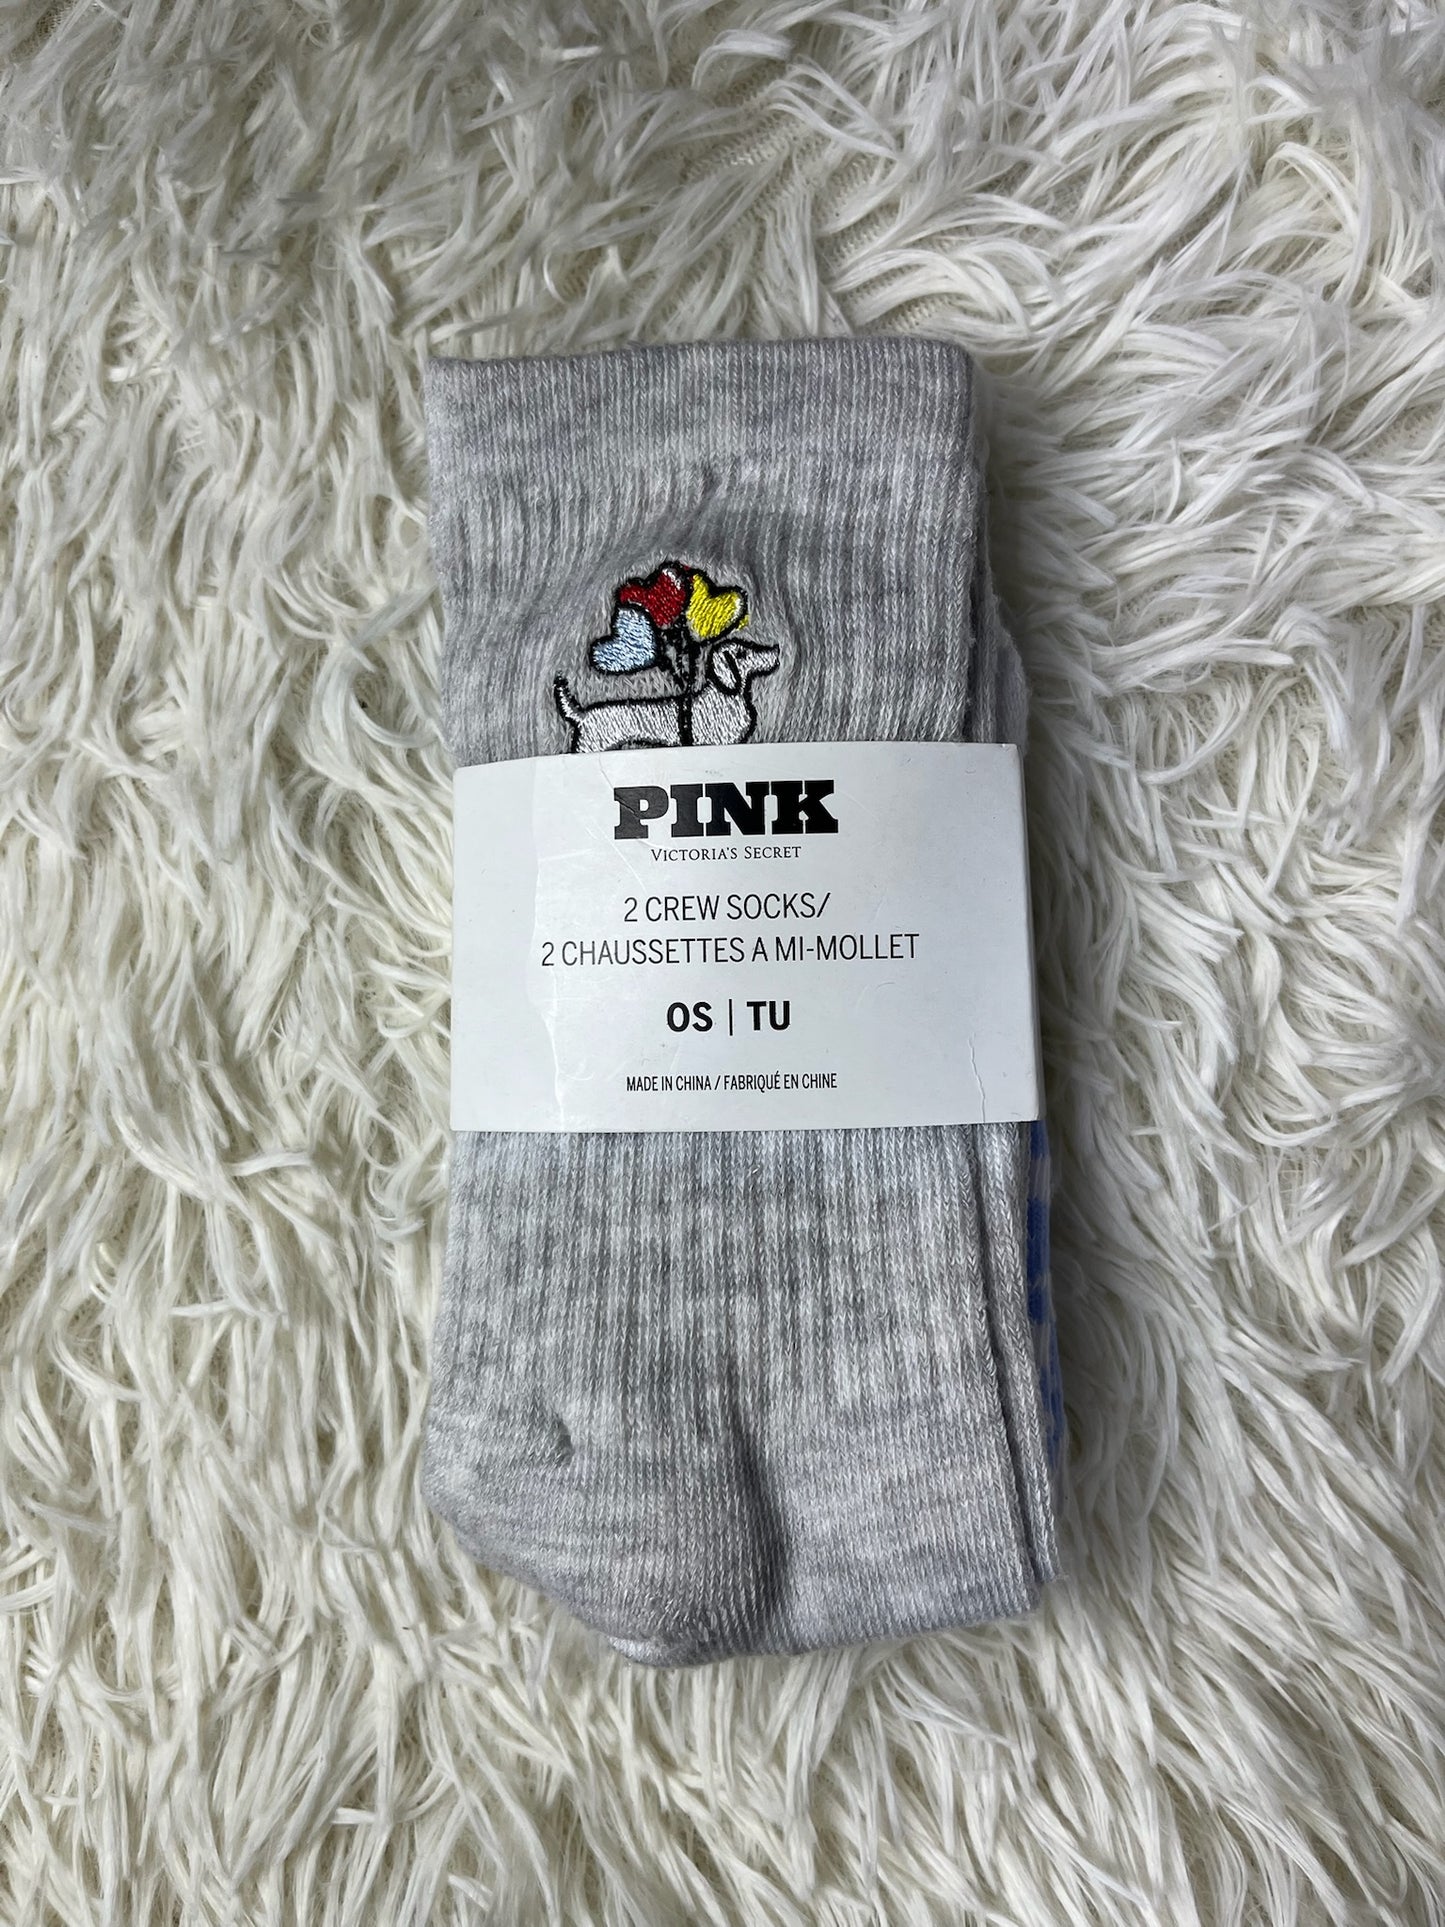 PINK
VICTORIA'S SECRET
2 CREW SOCKS/
2 CHAUSSETTES A MI-MOLLET
OS | TU
MADE IN CHINA / FABRIQUÉ EN CHINE